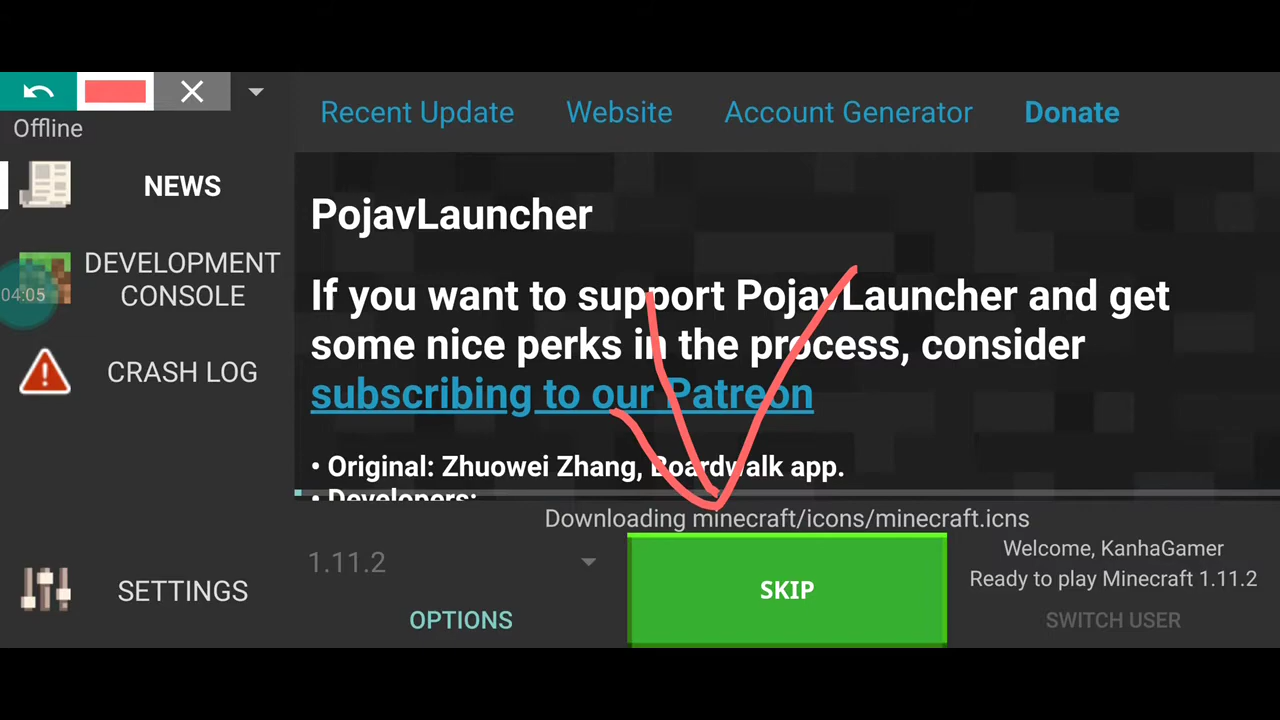 Offline
Recent Update Website Account Generator Donate
NEWS
DEVELOPMENT
CONSOLE
04:05
CRASH LOG
SETTINGS
PojavLauncher
If you want to support PojavLauncher and get
some nice perks in the process, consider
subscribing to our Patreon
• Original: Zhuowei Zhang, Boardwalk app.
• Developers:
Downloading minecraft/icons/minecraft.icns
1.11.2
OPTIONS
SKIP
Welcome, KanhaGamer
Ready to play Minecraft 1.11.2
SWITCH USER